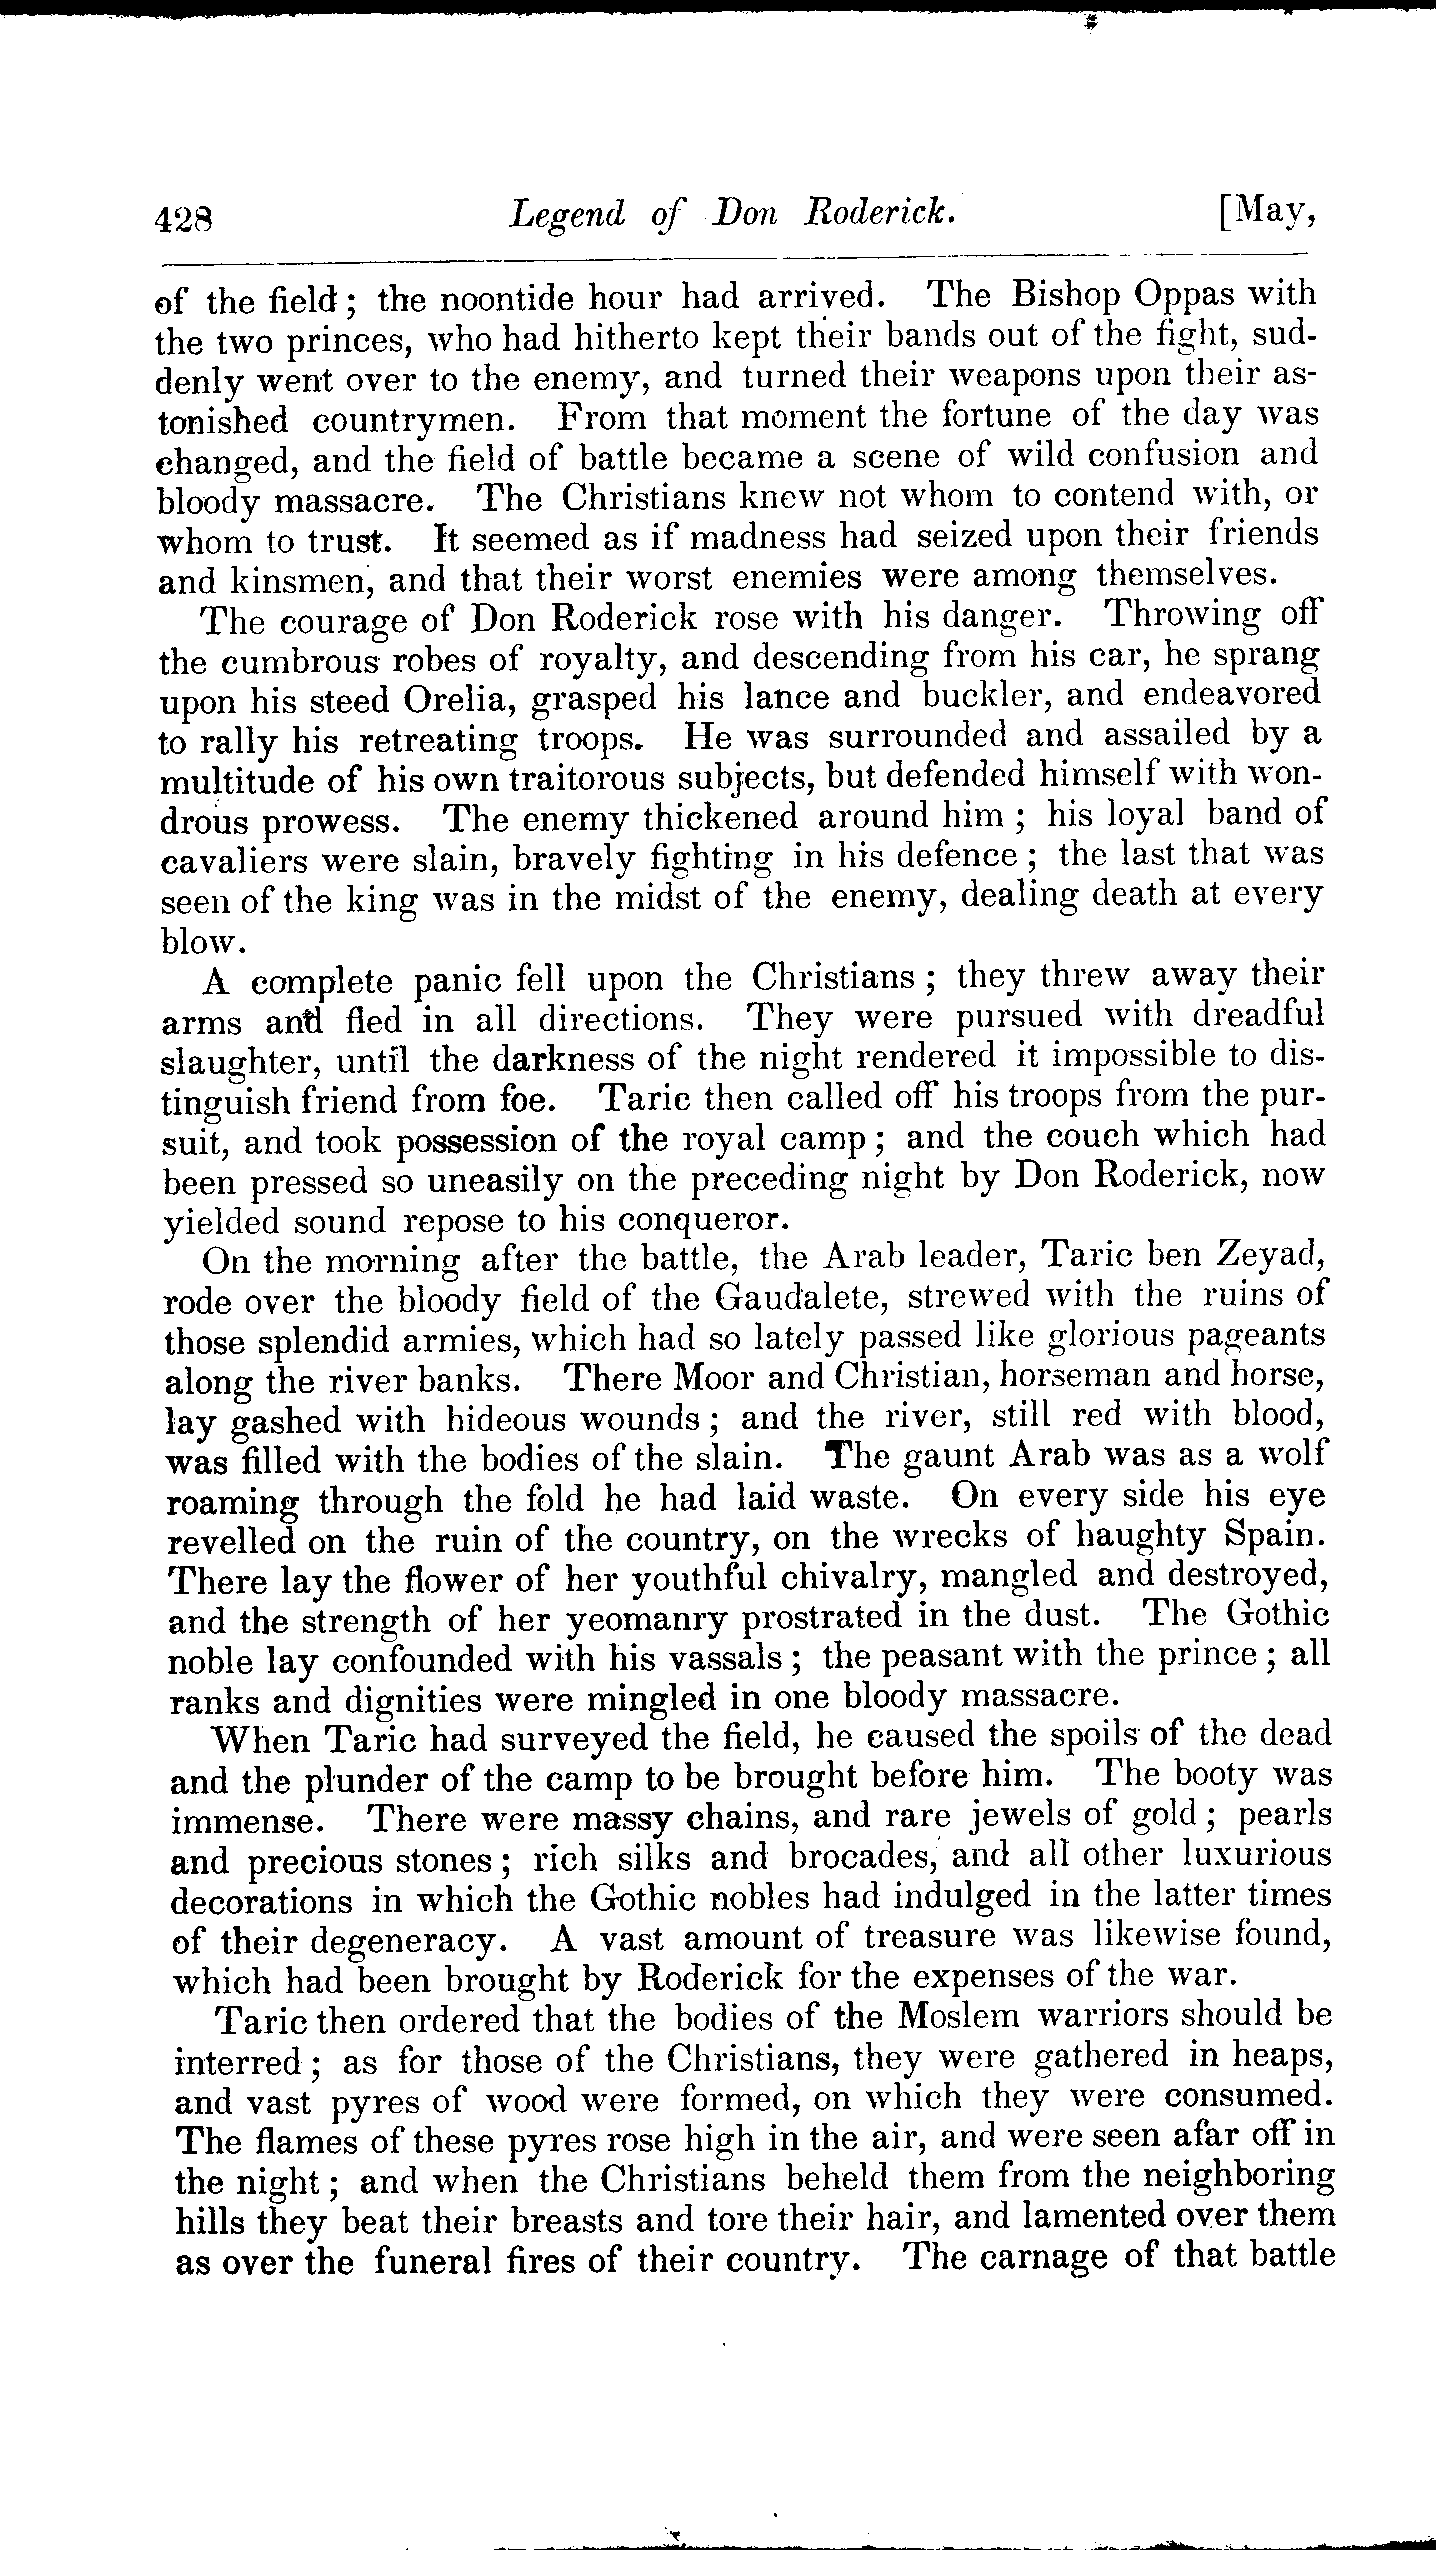 428 Legend of Don Roderick. [May,
of the field; the noontide hour had arrived. The Bishop Oppas with
the two princes, who had hitherto kept their bands out of the fight, sud-
denly went over to the enemy, and turned their weapons upon their as-
tonished countrymen. From that moment the fortune of the day was
changed, and the field of battle became a scene of wild confusion and
bloody massacre. The Christians knew not whom to contend with, or
whom to trust. It seemed as if madness had seized upon their friends
and kinsmen, and that their worst enemies were among themselves.
The courage of Don Roderick rose with his danger. Throwing off
the cumbrous robes of royalty, and descending from his car, he sprang
upon his steed Orelia, grasped his lance and buckler, and endeavored
to rally his retreating troops. He was surrounded and assailed by a
multitude of his own traitorous subjects, but defended himself with won-
drous prowess. The enemy thickened around him; his loyal band of
cavaliers were slain, bravely fighting in his defence; the last that was
seen of the king was in the midst of the enemy, dealing death at every
blow.
A complete panic fell upon the Christians; they threw away their
arms and fled in all directions. They were pursued with dreadful
slaughter, until the darkness of the night rendered it impossible to dis-
tinguish friend from foe. Taric then called off his troops from the pur-
suit, and took possession of the royal camp; and the couch which had
been pressed so uneasily on the preceding night by Don Roderick, now
yielded sound repose to his conqueror.
On the morning after the battle, the Arab leader, Taric ben Zeyad,
rode over the bloody field of the Gaudalete, strewed with the ruins of
those splendid armies, which had so lately passed like glorious pageants
along the river banks. There Moor and Christian, horseman and horse,
lay gashed with hideous wounds; and the river, still red with blood,
was filled with the bodies of the slain. The gaunt Arab was as a wolf
roaming through the fold he had laid waste. On every side his eye
revelled on the ruin of the country, on the wrecks of haughty Spain.
There lay the flower of her youthful chivalry, mangled and destroyed,
and the strength of her yeomanry prostrated in the dust. The Gothic
noble lay confounded with his vassals; the peasant with the prince; all
ranks and dignities were mingled in one bloody massacre.
When Taric had surveyed the field, he caused the spoils of the dead
and the plunder of the camp to be brought before him. The booty was
immense. There were massy chains, and rare jewels of gold; pearls
and precious stones; rich silks and brocades, and all other luxurious
decorations in which the Gothic nobles had indulged in the latter times
of their degeneracy. A vast amount of treasure was likewise found,
which had been brought by Roderick for the expenses of the war.
Taric then ordered that the bodies of the Moslem warriors should be
interred; as for those of the Christians, they were gathered in heaps,
and vast pyres of wood were formed, on which they were consumed.
The flames of these pyres rose high in the air, and were seen afar off in
the night; and when the Christians beheld them from the neighboring
hills they beat their breasts and tore their hair, and lamented over them
as over the funeral fires of their country. The carnage of that battle